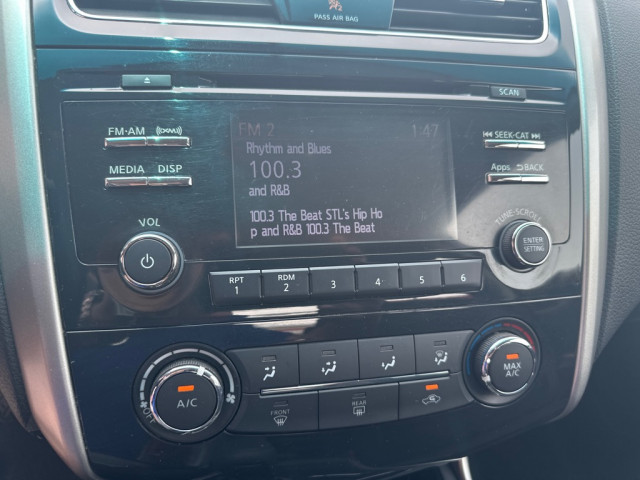 PASS AIR BAG
SCAN
FM·AM
(xm)
MEDIA DISP
FM 2 1:47
Rhythm and Blues
100.3
and R&B
100.3 The Beat STL's Hip Ho
p and R&B 100.3 The Beat
SEEK·CAT
Apps BACK
TUNE·SCROLL
ENTER
SETTING
VOL
RPT
1
RDM
2
3
4
5
6
OFF
A/C
FRONT
REAR
MAX
A/C